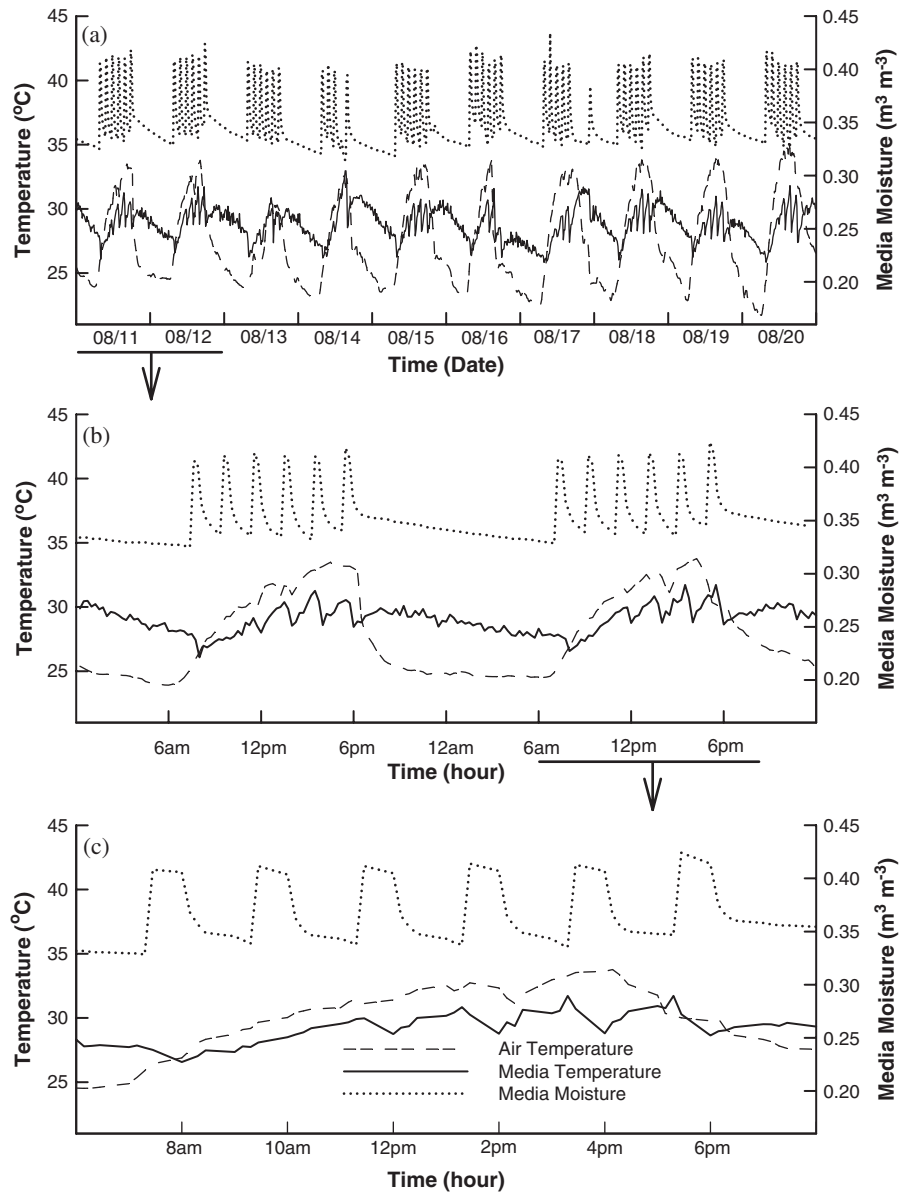 (a)
45
40
35
30
25
Temperature (°C)
0.45
0.40
0.35
0.30
0.25
0.20
Media Moisture (m³ m⁻³)
08/11 08/12 08/13 08/14 08/15 08/16 08/17 08/18 08/19 08/20
Time (Date)
(b)
45
40
35
30
25
Temperature (°C)
0.45
0.40
0.35
0.30
0.25
0.20
Media Moisture (m³ m⁻³)
6am 12pm 6pm 12am 6am 12pm 6pm
Time (hour)
(c)
45
40
35
30
25
Temperature (°C)
0.45
0.40
0.35
0.30
0.25
0.20
Media Moisture (m³ m⁻³)
Air Temperature
Media Temperature
Media Moisture
8am 10am 12pm 2pm 4pm 6pm
Time (hour)